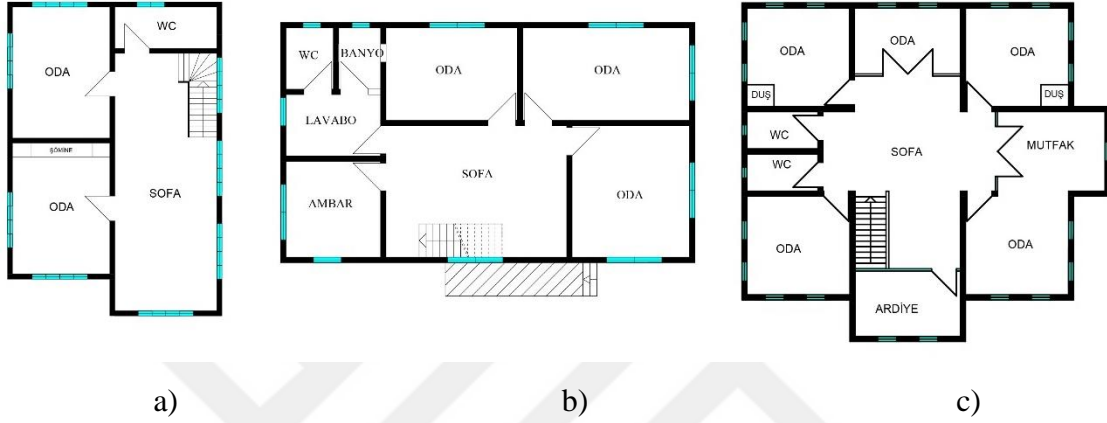 WC
ODA
ŞÖMİNE
ODA
SOFA
WC
BANYO
ODA
ODA
LAVABO
SOFA
AMBAR
ODA
ODA
ODA
ODA
DUŞ
DUŞ
WC
SOFA
MUTFAK
WC
ODA
ODA
ARDİYE
a)
b)
c)